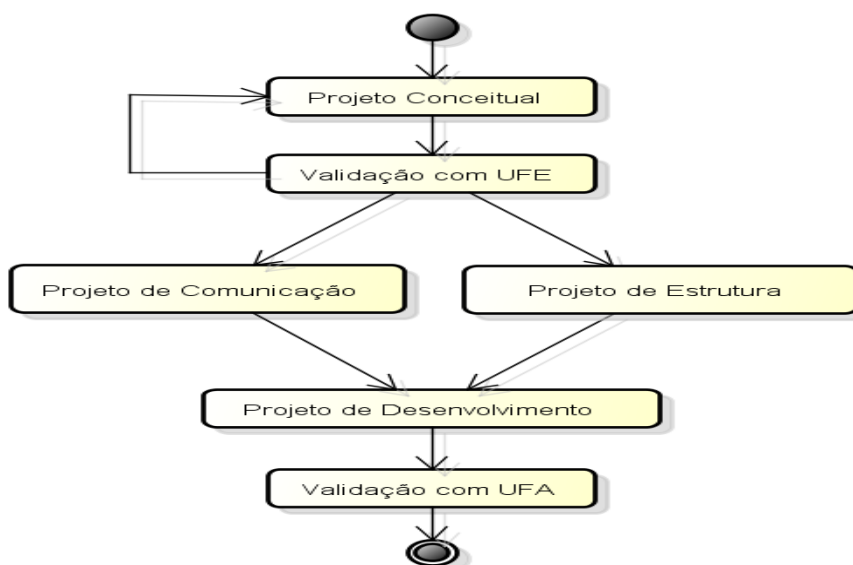 Projeto Conceitual
Validação com UFE
Projeto de Comunicação
Projeto de Estrutura
Projeto de Desenvolvimento
Validação com UFA